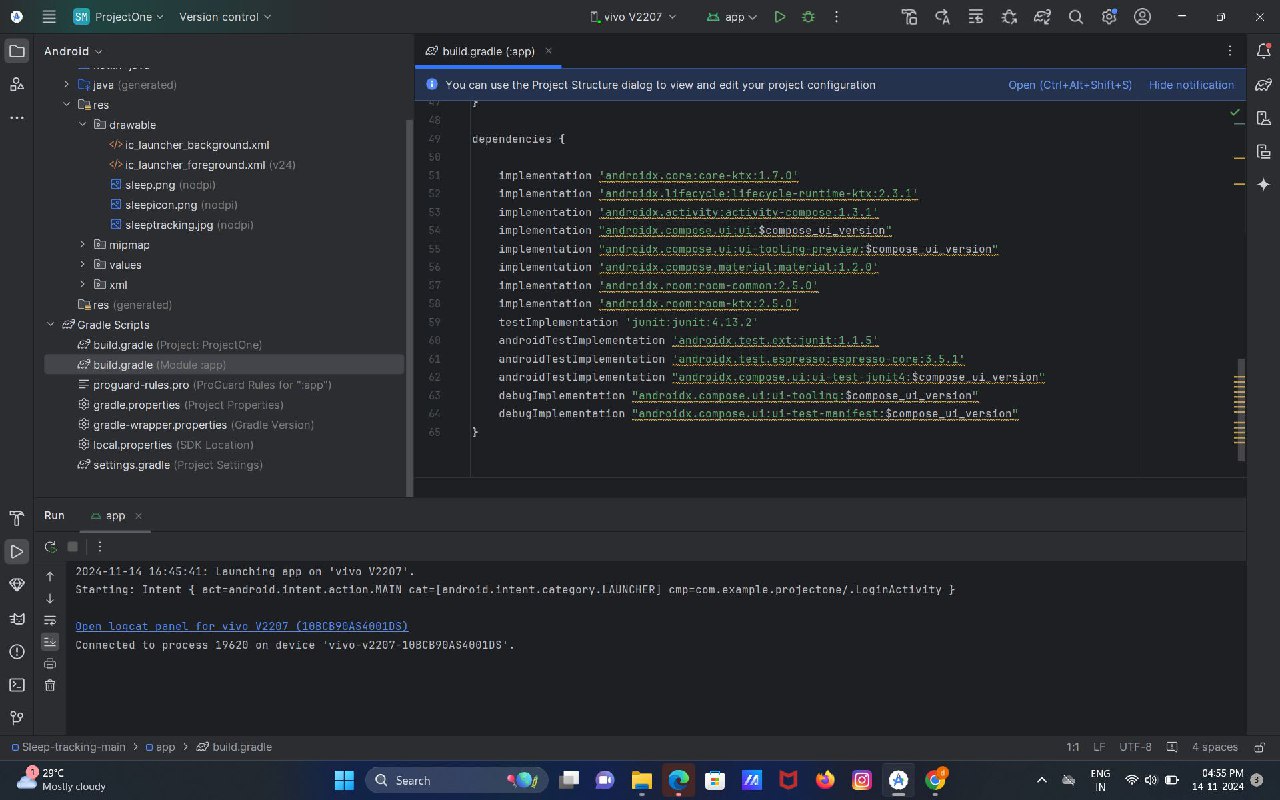 SM ProjectOne Version control vivo V2207 app
Android
build.gradle (:app)
You can use the Project Structure dialog to view and edit your project configuration Open (Ctrl+Alt+Shift+S) Hide notification
java (generated)
res
drawable
ic_launcher_background.xml
ic_launcher_foreground.xml (v24)
sleep.png (nodpi)
sleepicon.png (nodpi)
sleeptracking.jpg (nodpi)
mipmap
values
xml
res (generated)
Gradle Scripts
build.gradle (Project: ProjectOne)
build.gradle (Module :app)
proguard-rules.pro (ProGuard Rules for ":app")
gradle.properties (Project Properties)
gradle-wrapper.properties (Gradle Version)
local.properties (SDK Location)
settings.gradle (Project Settings)
47 }
48
49 dependencies {
50
51 implementation 'androidx.core:core-ktx:1.7.0'
52 implementation 'androidx.lifecycle:lifecycle-runtime-ktx:2.3.1'
53 implementation 'androidx.activity:activity-compose:1.3.1'
54 implementation "androidx.compose.ui:ui:$compose_ui_version"
55 implementation "androidx.compose.ui:ui-tooling-preview:$compose_ui_version"
56 implementation 'androidx.compose.material:material:1.2.0'
57 implementation 'androidx.room:room-common:2.5.0'
58 implementation 'androidx.room:room-ktx:2.5.0'
59 testImplementation 'junit:junit:4.13.2'
60 androidTestImplementation 'androidx.test.ext:junit:1.1.5'
61 androidTestImplementation 'androidx.test.espresso:espresso-core:3.5.1'
62 androidTestImplementation "androidx.compose.ui:ui-test-junit4:$compose_ui_version"
63 debugImplementation "androidx.compose.ui:ui-tooling:$compose_ui_version"
64 debugImplementation "androidx.compose.ui:ui-test-manifest:$compose_ui_version"
65 }
Run app
2024-11-14 16:45:41: Launching app on 'vivo V2207'.
Starting: Intent { act=android.intent.action.MAIN cat=[android.intent.category.LAUNCHER] cmp=com.example.projectone/.LoginActivity }
Open logcat panel for vivo V2207 (10BCB90AS4001DS)
Connected to process 19620 on device 'vivo-v2207-10BCB90AS4001DS'.
Sleep-tracking-main > app > build.gradle 1:1 LF UTF-8 4 spaces
1 29°C
Mostly cloudy
Search
ENG
IN
04:55 PM
14-11-2024
3